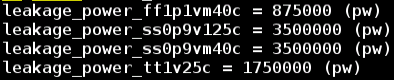 leakage_power_ff1p1vm40c = 875000 (pw)
leakage_power_ss0p9v125c = 3500000 (pw)
leakage_power_ss0p9vm40c = 3500000 (pw)
leakage_power_tt1v25c = 1750000 (pw)